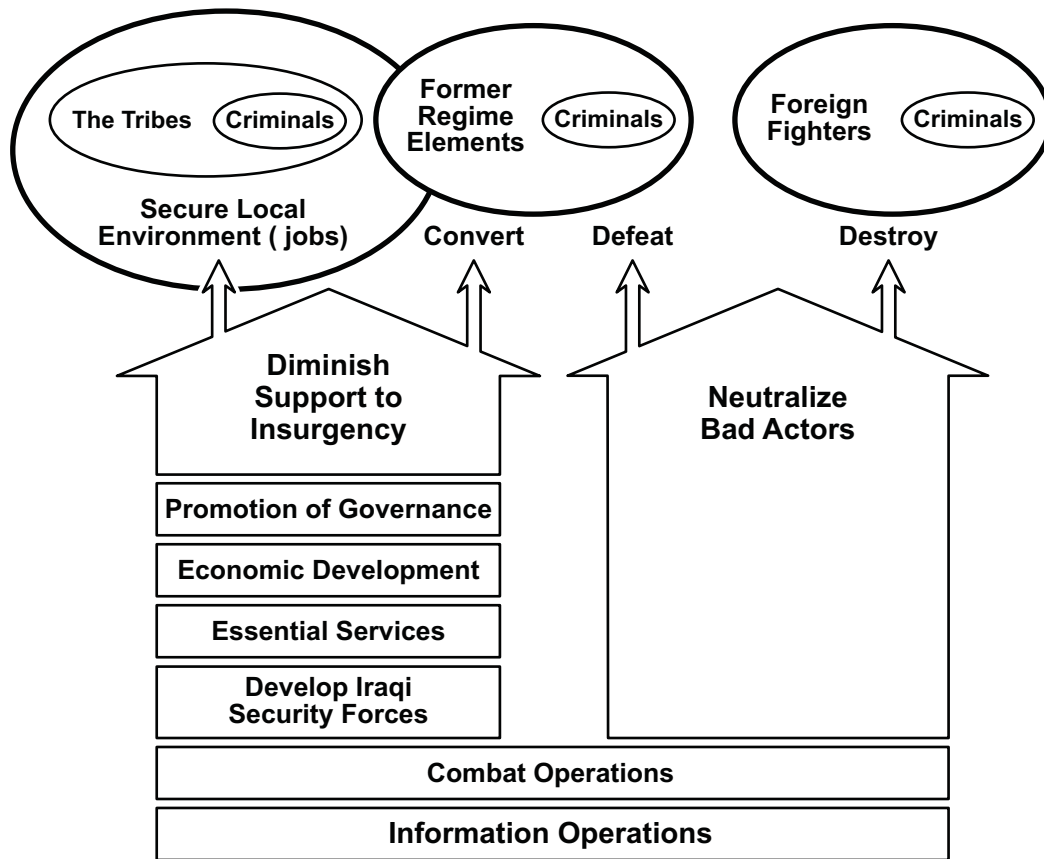 The Tribes
Criminals
Secure Local
Environment ( jobs)
Former
Regime
Elements
Criminals
Convert
Defeat
Foreign
Fighters
Criminals
Destroy
Diminish
Support to
Insurgency
Neutralize
Bad Actors
Promotion of Governance
Economic Development
Essential Services
Develop Iraqi
Security Forces
Combat Operations
Information Operations